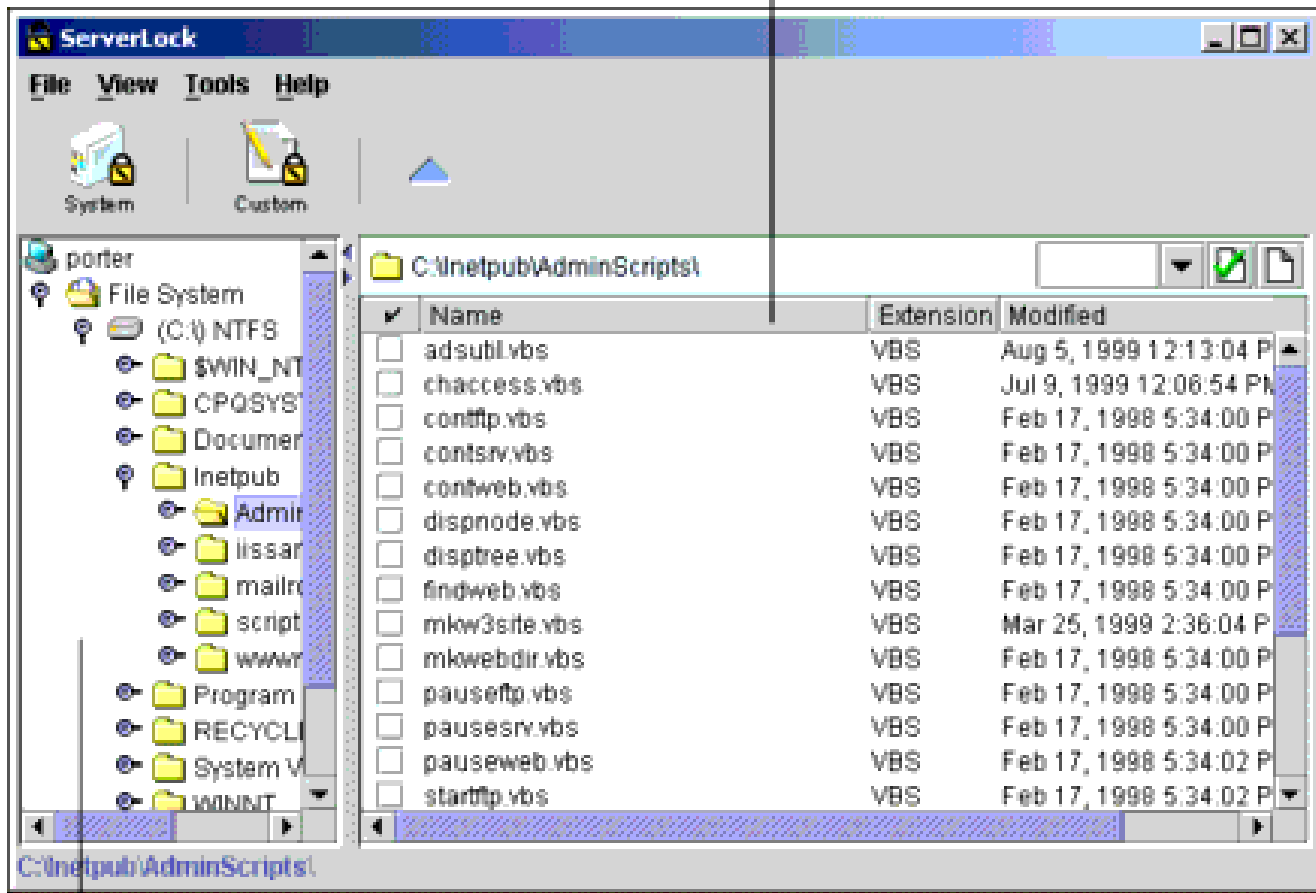 ServerLock
File View Tools Help
System Custom
porter
File System
(C:\) NTFS
$WIN_NT
CPQSYS
Documen
Inetpub
Admin
iissam
mailro
script
wwwr
Program
RECYCLE
System V
WINNT
C:\Inetpub\AdminScripts\
Name Extension Modified
adsutil.vbs VBS Aug 5, 1999 12:13:04 P
chaccess.vbs VBS Jul 9, 1999 12:06:54 PM
contftp.vbs VBS Feb 17, 1998 5:34:00 P
contsrv.vbs VBS Feb 17, 1998 5:34:00 P
contweb.vbs VBS Feb 17, 1998 5:34:00 P
dispnode.vbs VBS Feb 17, 1998 5:34:00 P
disptree.vbs VBS Feb 17, 1998 5:34:00 P
findweb.vbs VBS Feb 17, 1998 5:34:00 P
mkw3site.vbs VBS Mar 25, 1999 2:36:04 P
mkwebdir.vbs VBS Feb 17, 1998 5:34:00 P
pauseftp.vbs VBS Feb 17, 1998 5:34:00 P
pausesrv.vbs VBS Feb 17, 1998 5:34:00 P
pauseweb.vbs VBS Feb 17, 1998 5:34:02 P
startftp.vbs VBS Feb 17, 1998 5:34:02 P
C:\Inetpub\AdminScripts\